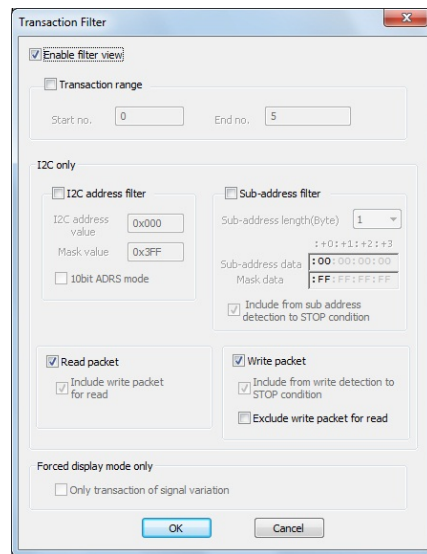 Transaction Filter
Enable filter view
Transaction range
Start no.
0
End no.
5
I2C only
I2C address filter
I2C address
value
0x000
Mask value
0x3FF
10bit ADRS mode
Sub-address filter
Sub-address length(Byte)
1
:+0:+1:+2:+3
Sub-address data
:00:00:00:00
Mask data
:FF:FF:FF:FF
Include from sub address
detection to STOP condition
Read packet
Include write packet
for read
Write packet
Include from write detection to
STOP condition
Exclude write packet for read
Forced display mode only
Only transaction of signal variation
OK
Cancel